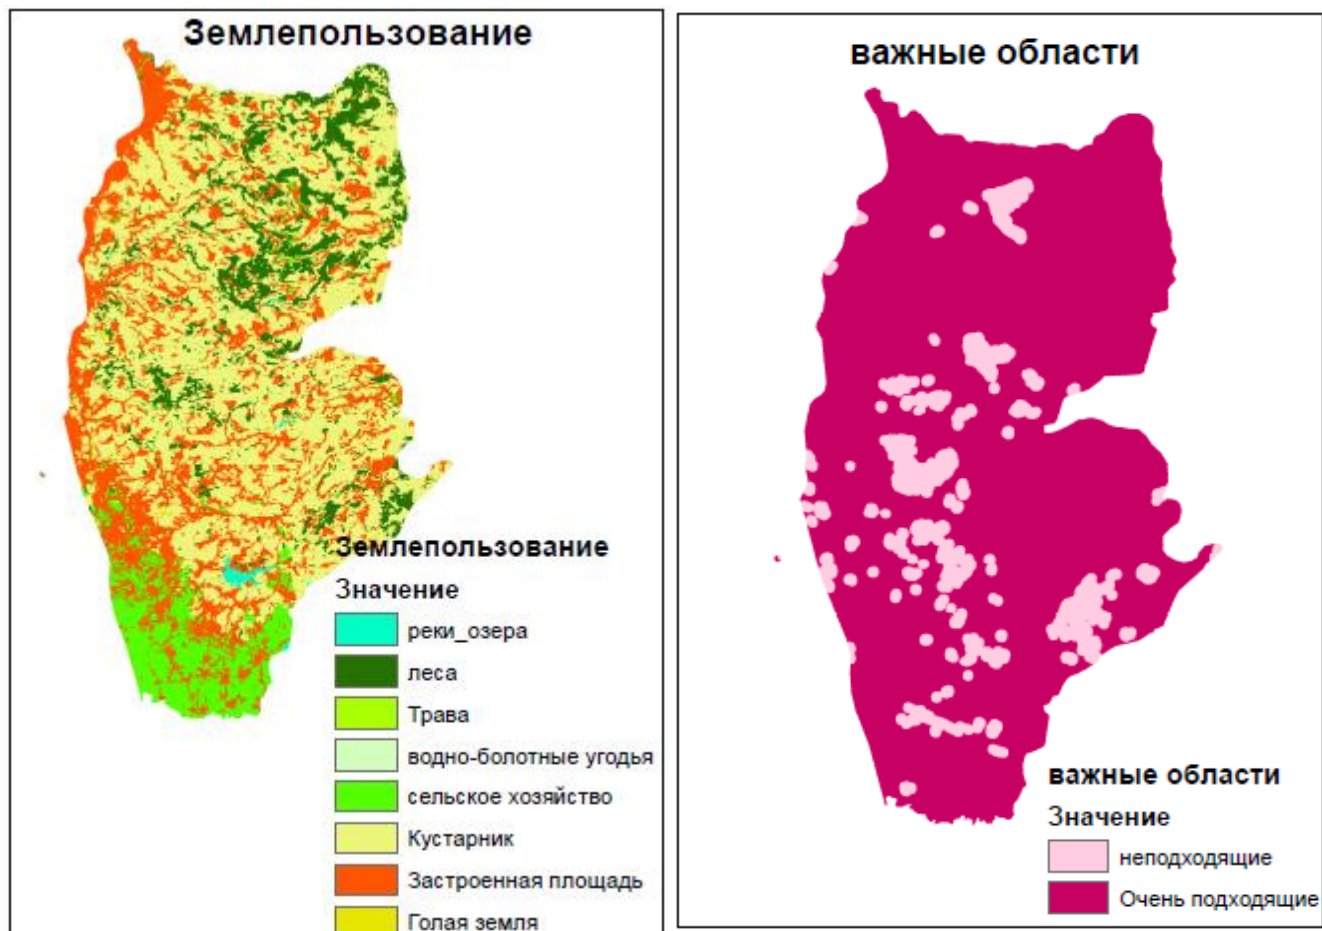 Землепользование
Землепользование
Значение
реки_озера
леса
Трава
водно-болотные угодья
сельское хозяйство
Кустарник
Застроенная площадь
Голая земля
важные области
важные области
Значение
неподходящие
Очень подходящие